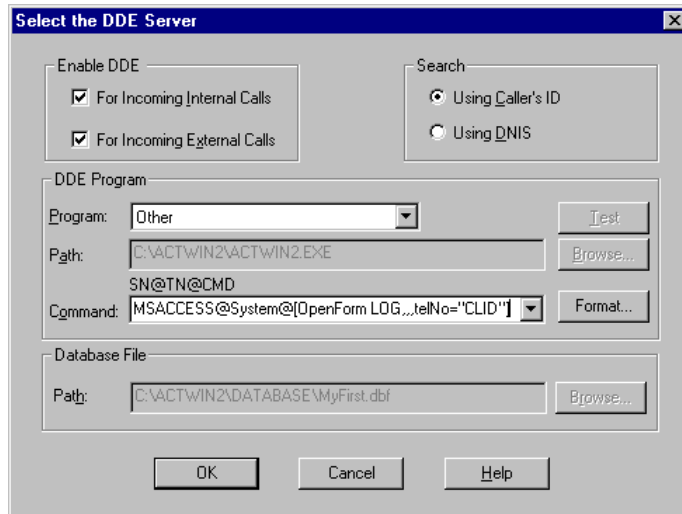 Select the DDE Server
Enable DDE
For Incoming Internal Calls
For Incoming External Calls
Search
Using Caller's ID
Using DNIS
DDE Program
Program: Other Test
Path: C:\ACTWIN2\ACTWIN2.EXE Browse...
SN@TN@CMD
Command: MSACCESS@System@[OpenForm LOG,,,telNo="CLID"] Format...
Database File
Path: C:\ACTWIN2\DATABASE\MyFirst.dbf Browse...
OK Cancel Help